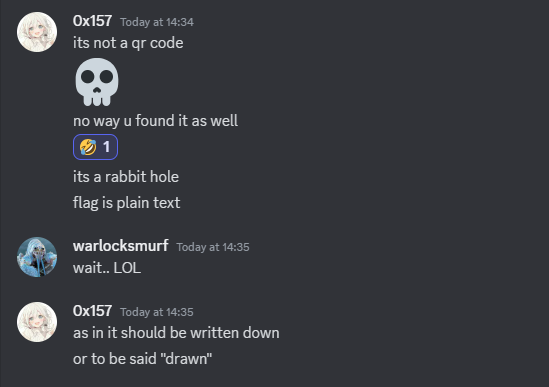 0x157 Today at 14:34
its not a qr code
no way u found it as well
1
its a rabbit hole
flag is plain text
warlocksmurf Today at 14:35
wait.. LOL
0x157 Today at 14:35
as in it should be written down
or to be said "drawn"